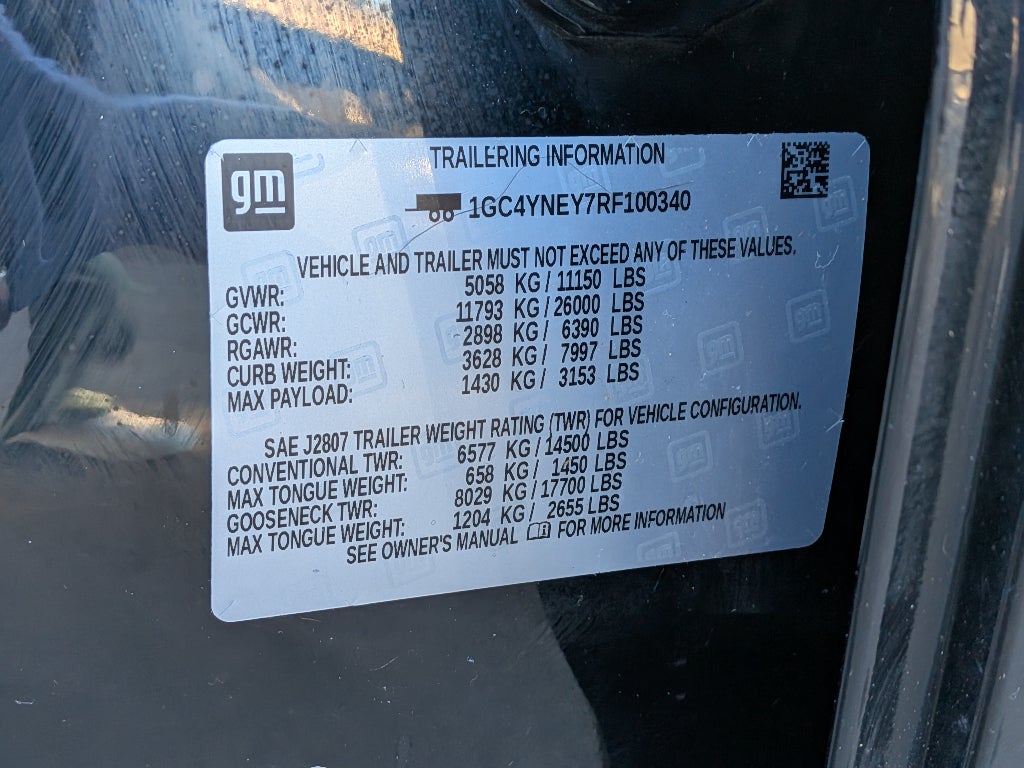 gm
TRAILERING INFORMATION
1GC4YNEY7RF100340
VEHICLE AND TRAILER MUST NOT EXCEED ANY OF THESE VALUES.
GVWR: 5058 KG / 11150 LBS
GCWR: 11793 KG / 26000 LBS
RGAWR: 2898 KG / 6390 LBS
CURB WEIGHT: 3628 KG / 7997 LBS
MAX PAYLOAD: 1430 KG / 3153 LBS
SAE J2807 TRAILER WEIGHT RATING (TWR) FOR VEHICLE CONFIGURATION.
CONVENTIONAL TWR: 6577 KG / 14500 LBS
MAX TONGUE WEIGHT: 658 KG / 1450 LBS
GOOSENECK TWR: 8029 KG / 17700 LBS
MAX TONGUE WEIGHT: 1204 KG / 2655 LBS
SEE OWNER'S MANUAL FOR MORE INFORMATION